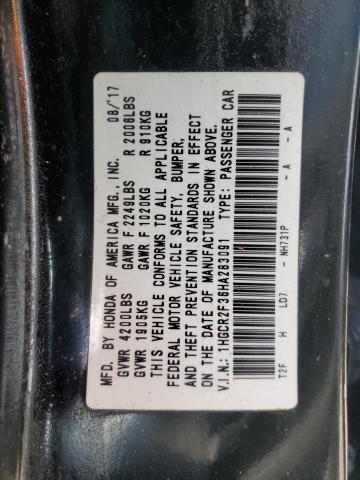 MFD. BY HONDA OF AMERICA MFG., INC. 08/'17
GVWR 4200LBS GAWR F 2249LBS R 2006LBS
GVWR 1905KG GAWR F 1020KG R 910KG
THIS VEHICLE CONFORMS TO ALL APPLICABLE
FEDERAL MOTOR VEHICLE SAFETY, BUMPER,
AND THEFT PREVENTION STANDARDS IN EFFECT
ON THE DATE OF MANUFACTURE SHOWN ABOVE.
V.I.N.: 1HGCR2F36HA283091 TYPE: PASSENGER CAR
T2F H LD7 - NH731P - A - A